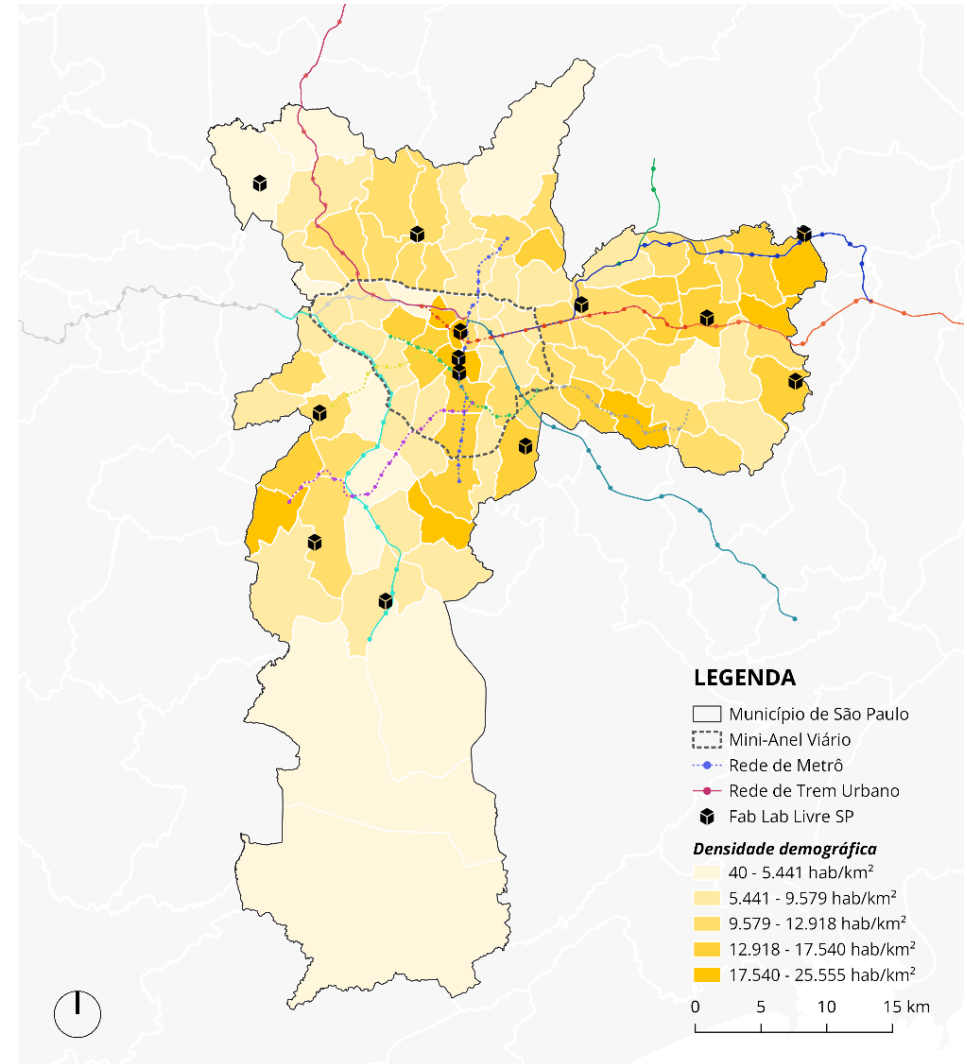 LEGENDA
Município de São Paulo
Mini-Anel Viário
Rede de Metrô
Rede de Trem Urbano
Fab Lab Livre SP
Densidade demográfica
40 - 5.441 hab/km²
5.441 - 9.579 hab/km²
9.579 - 12.918 hab/km²
12.918 - 17.540 hab/km²
17.540 - 25.555 hab/km²
0 5 10 15 km